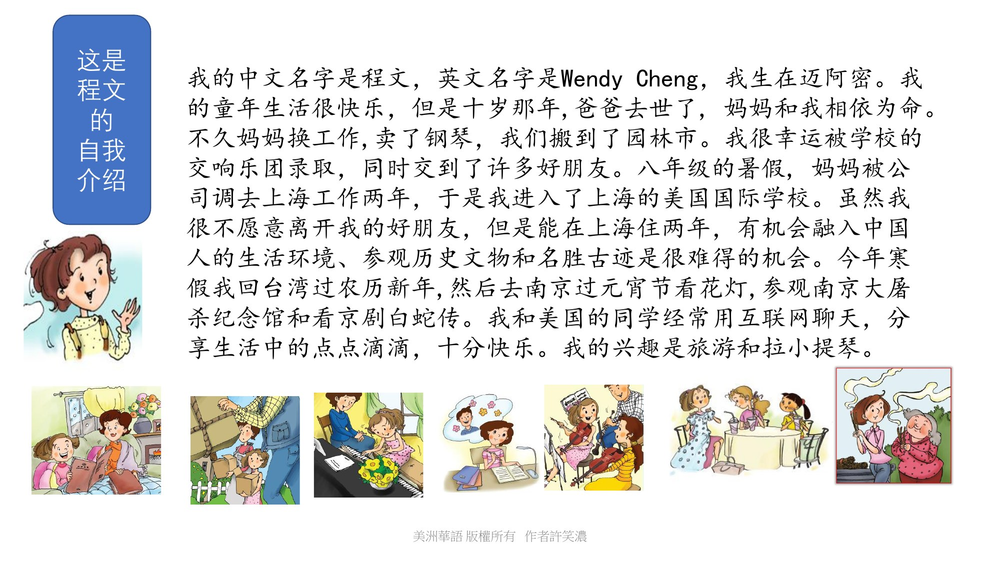 这是
程文
的
自我
介绍
我的中文名字是程文，英文名字是Wendy Cheng，我生在迈阿密。我
的童年生活很快乐，但是十岁那年,爸爸去世了，妈妈和我相依为命。
不久妈妈换工作,卖了钢琴，我们搬到了园林市。我很幸运被学校的
交响乐团录取，同时交到了许多好朋友。八年级的暑假，妈妈被公
司调去上海工作两年，于是我进入了上海的美国国际学校。虽然我
很不愿意离开我的好朋友，但是能在上海住两年，有机会融入中国
人的生活环境、参观历史文物和名胜古迹是很难得的机会。今年寒
假我回台湾过农历新年,然后去南京过元宵节看花灯,参观南京大屠
杀纪念馆和看京剧白蛇传。我和美国的同学经常用互联网聊天，分
享生活中的点点滴滴，十分快乐。我的兴趣是旅游和拉小提琴。
美洲華語 版權所有 作者許笑濃